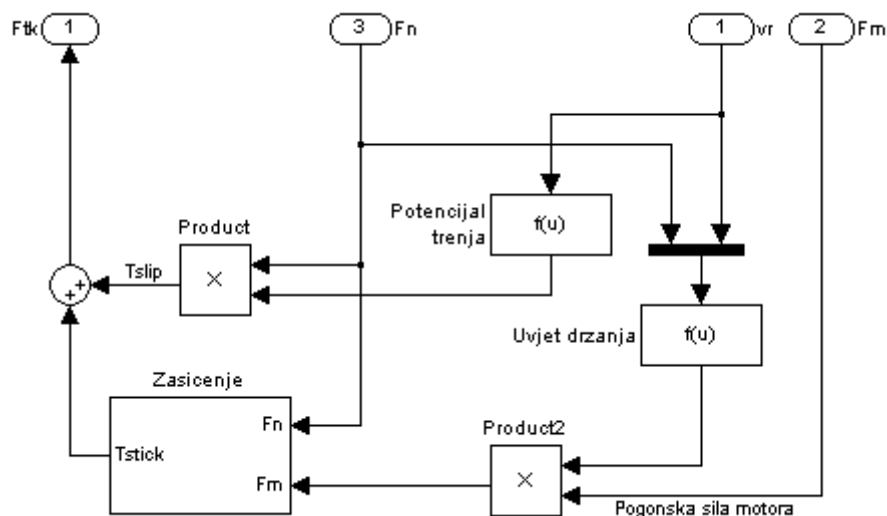 Ftk 1
3 Fn
1 vr
2 Fm
Potencijal
trenja
f(u)
Product
×
Tslip
+
+
Uvjet drzanja
f(u)
Zasicenje
Fn
Tstick
Fm
Product2
×
Pogonska sila motora